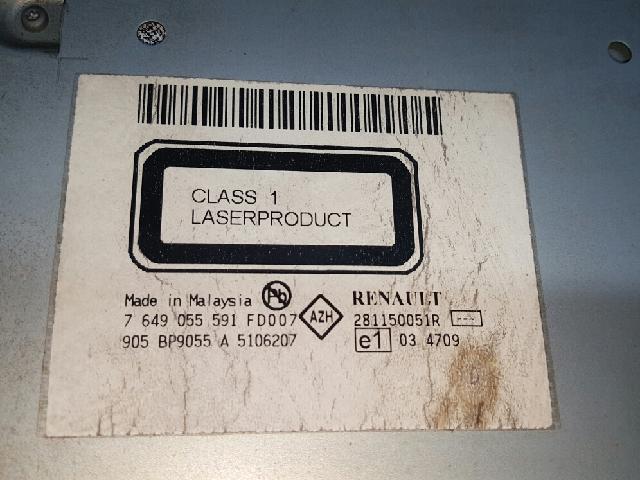 CLASS 1
LASERPRODUCT
Made in Malaysia Pb RENAULT
7 649 055 591 FD007 AZH 281150051R ---
905 BP9055 A 5106207 e1 03 4709